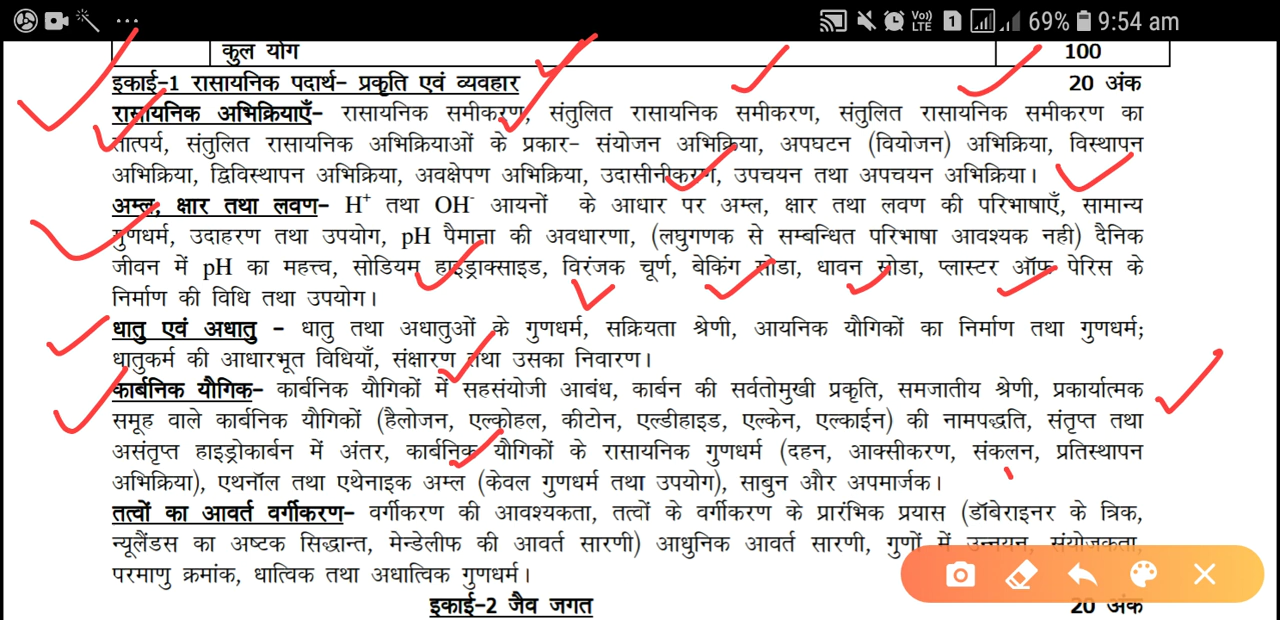 Vo)) LTE 1 69% 9:54 am
कुल योग 100
इकाई-1 रासायनिक पदार्थ- प्रकृति एवं व्यवहार 20 अंक
रासायनिक अभिक्रियाएँ- रासायनिक समीकरण, संतुलित रासायनिक समीकरण, संतुलित रासायनिक समीकरण का
तात्पर्य, संतुलित रासायनिक अभिक्रियाओं के प्रकार- संयोजन अभिक्रिया, अपघटन (वियोजन) अभिक्रिया, विस्थापन
अभिक्रिया, द्विविस्थापन अभिक्रिया, अवक्षेपण अभिक्रिया, उदासीनीकरण, उपचयन तथा अपचयन अभिक्रिया।
अम्ल, क्षार तथा लवण- H⁺ तथा OH⁻ आयनों के आधार पर अम्ल, क्षार तथा लवण की परिभाषाएँ, सामान्य
गुणधर्म, उदाहरण तथा उपयोग, pH पैमाना की अवधारणा, (लघुगणक से सम्बन्धित परिभाषा आवश्यक नही) दैनिक
जीवन में pH का महत्त्व, सोडियम हाइड्राक्साइड, विरंजक चूर्ण, बेकिंग सोडा, धावन सोडा, प्लास्टर ऑफ पेरिस के
निर्माण की विधि तथा उपयोग।
धातु एवं अधातु - धातु तथा अधातुओं के गुणधर्म, सक्रियता श्रेणी, आयनिक यौगिकों का निर्माण तथा गुणधर्म;
धातुकर्म की आधारभूत विधियाँ, संक्षारण तथा उसका निवारण।
कार्बनिक यौगिक- कार्बनिक यौगिकों में सहसंयोजी आबंध, कार्बन की सर्वतोमुखी प्रकृति, समजातीय श्रेणी, प्रकार्यात्मक
समूह वाले कार्बनिक यौगिकों (हैलोजन, एल्कोहल, कीटोन, एल्डीहाइड, एल्केन, एल्काईन) की नामपद्धति, संतृप्त तथा
असंतृप्त हाइड्रोकार्बन में अंतर, कार्बनिक यौगिकों के रासायनिक गुणधर्म (दहन, आक्सीकरण, संकलन, प्रतिस्थापन
अभिक्रिया), एथनॉल तथा एथेनाइक अम्ल (केवल गुणधर्म तथा उपयोग), साबुन और अपमार्जक।
तत्वों का आवर्त वर्गीकरण- वर्गीकरण की आवश्यकता, तत्वों के वर्गीकरण के प्रारंभिक प्रयास (डॉबेराइनर के त्रिक,
न्यूलैंडस का अष्टक सिद्धान्त, मेन्डेलीफ की आवर्त सारणी) आधुनिक आवर्त सारणी, गुणों में उन्नयन, संयोजकता,
परमाणु क्रमांक, धात्विक तथा अधात्विक गुणधर्म।
इकाई-2 जैव जगत 20 अंक